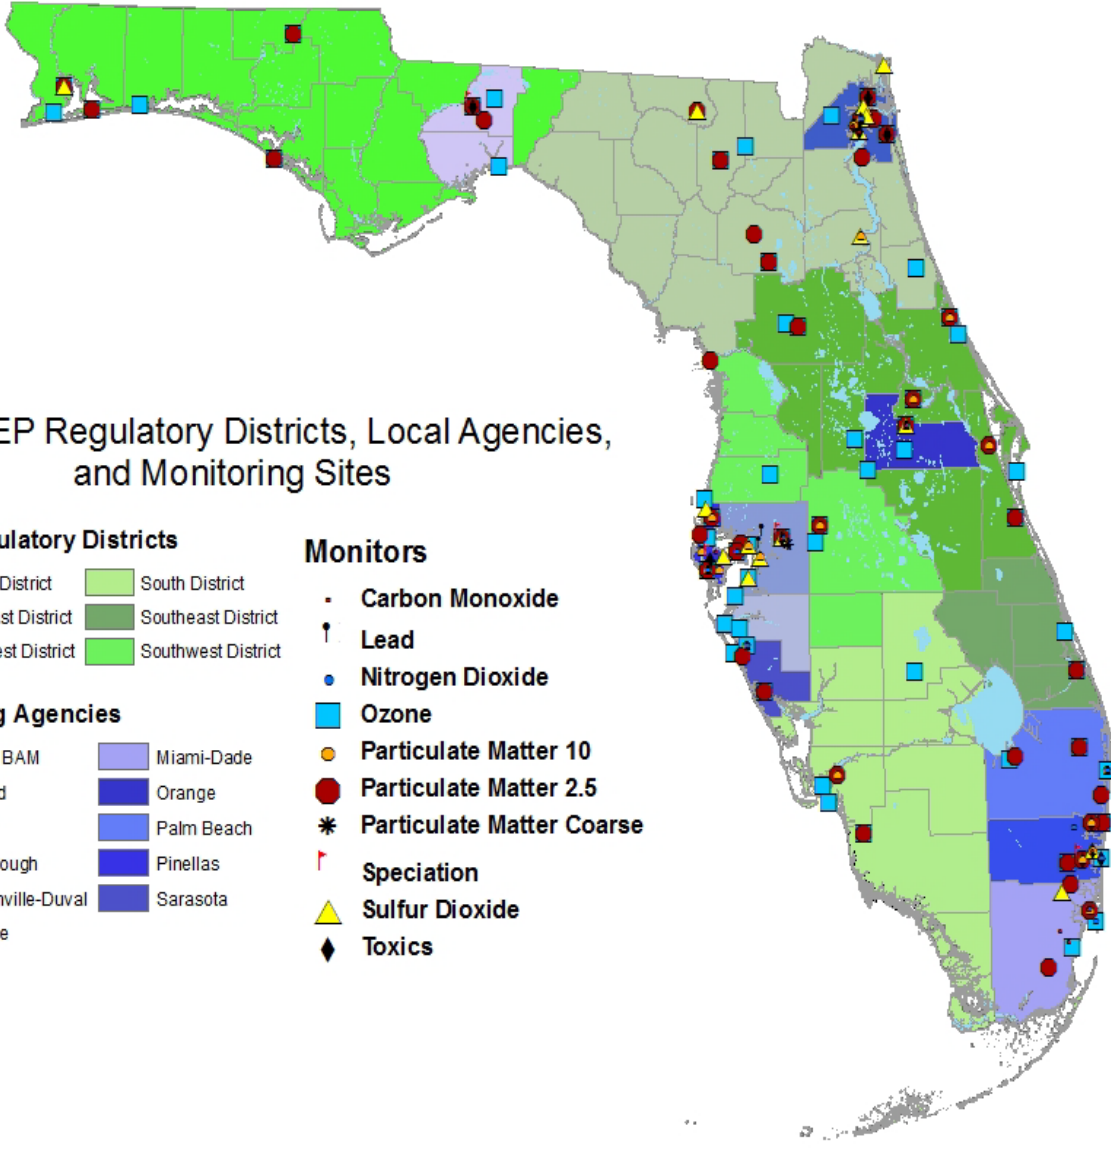 EP Regulatory Districts, Local Agencies,
and Monitoring Sites
ulatory Districts
District
South District
st District
Southeast District
est District
Southwest District
g Agencies
BAM
Miami-Dade
d
Orange
Palm Beach
ough
Pinellas
nville-Duval
Sarasota
e
Monitors
Carbon Monoxide
Lead
Nitrogen Dioxide
Ozone
Particulate Matter 10
Particulate Matter 2.5
Particulate Matter Coarse
Speciation
Sulfur Dioxide
Toxics